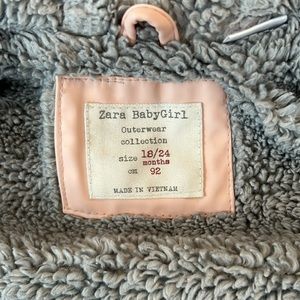 Zara BabyGirl
Outerwear
collection
size 18/24
months
cm 92
MADE IN VIETNAM